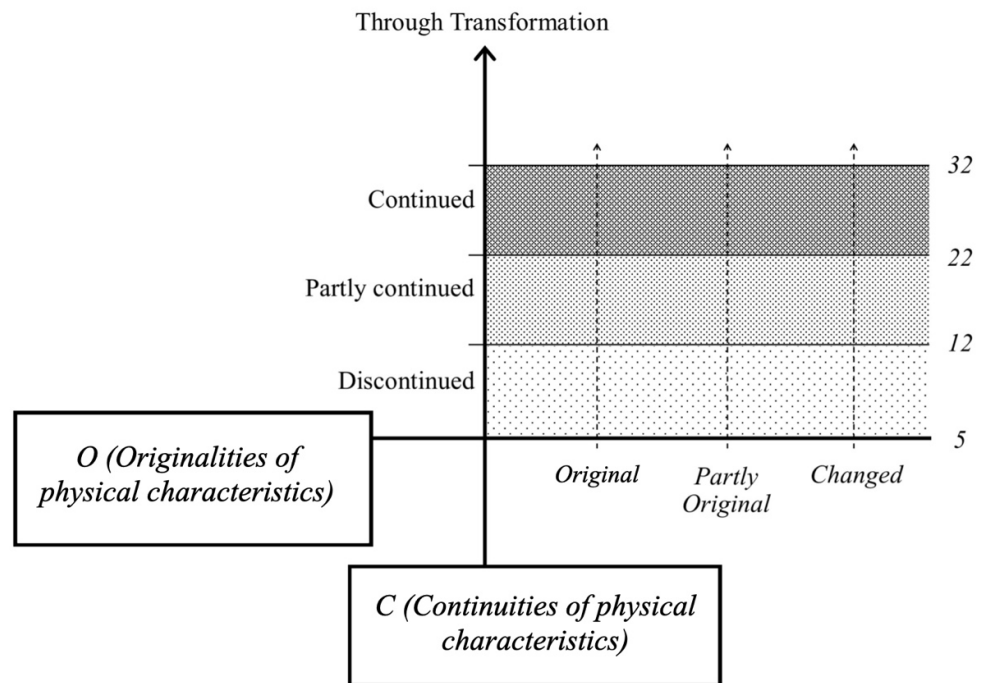 Through Transformation
32
Continued
22
Partly continued
12
Discontinued
5
O (Originalities of
physical characteristics)
Original
Partly
Original
Changed
C (Continuities of physical
characteristics)